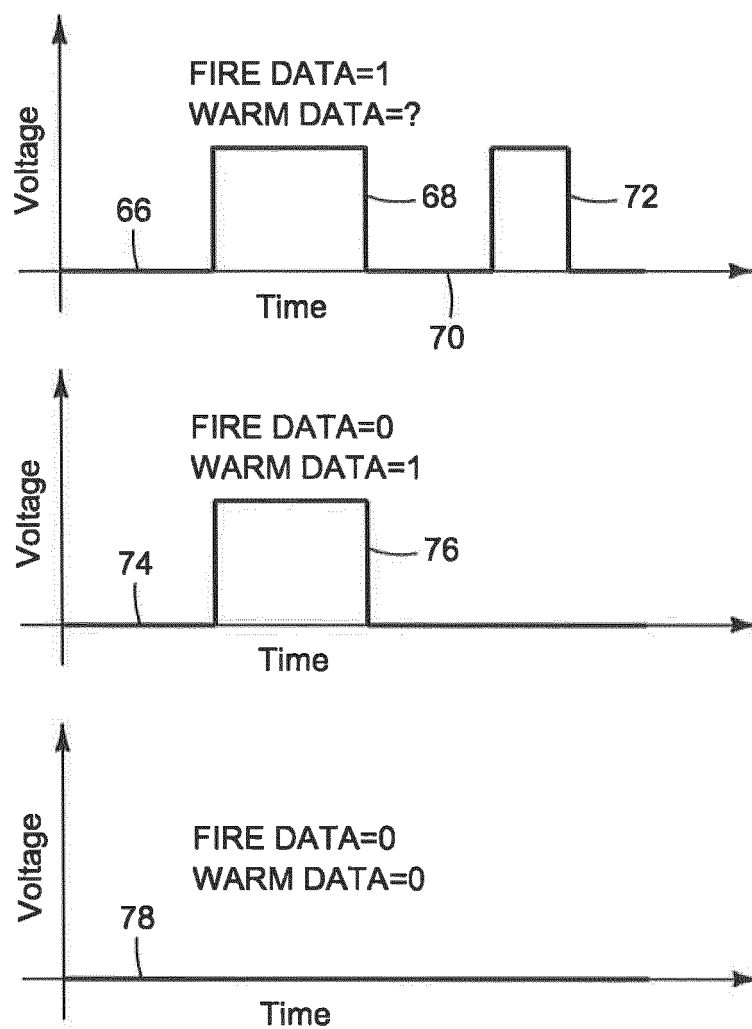 FIRE DATA=1
WARM DATA=?
Voltage
66
68
72
Time
70
FIRE DATA=0
WARM DATA=1
Voltage
74
76
Time
FIRE DATA=0
WARM DATA=0
Voltage
78
Time